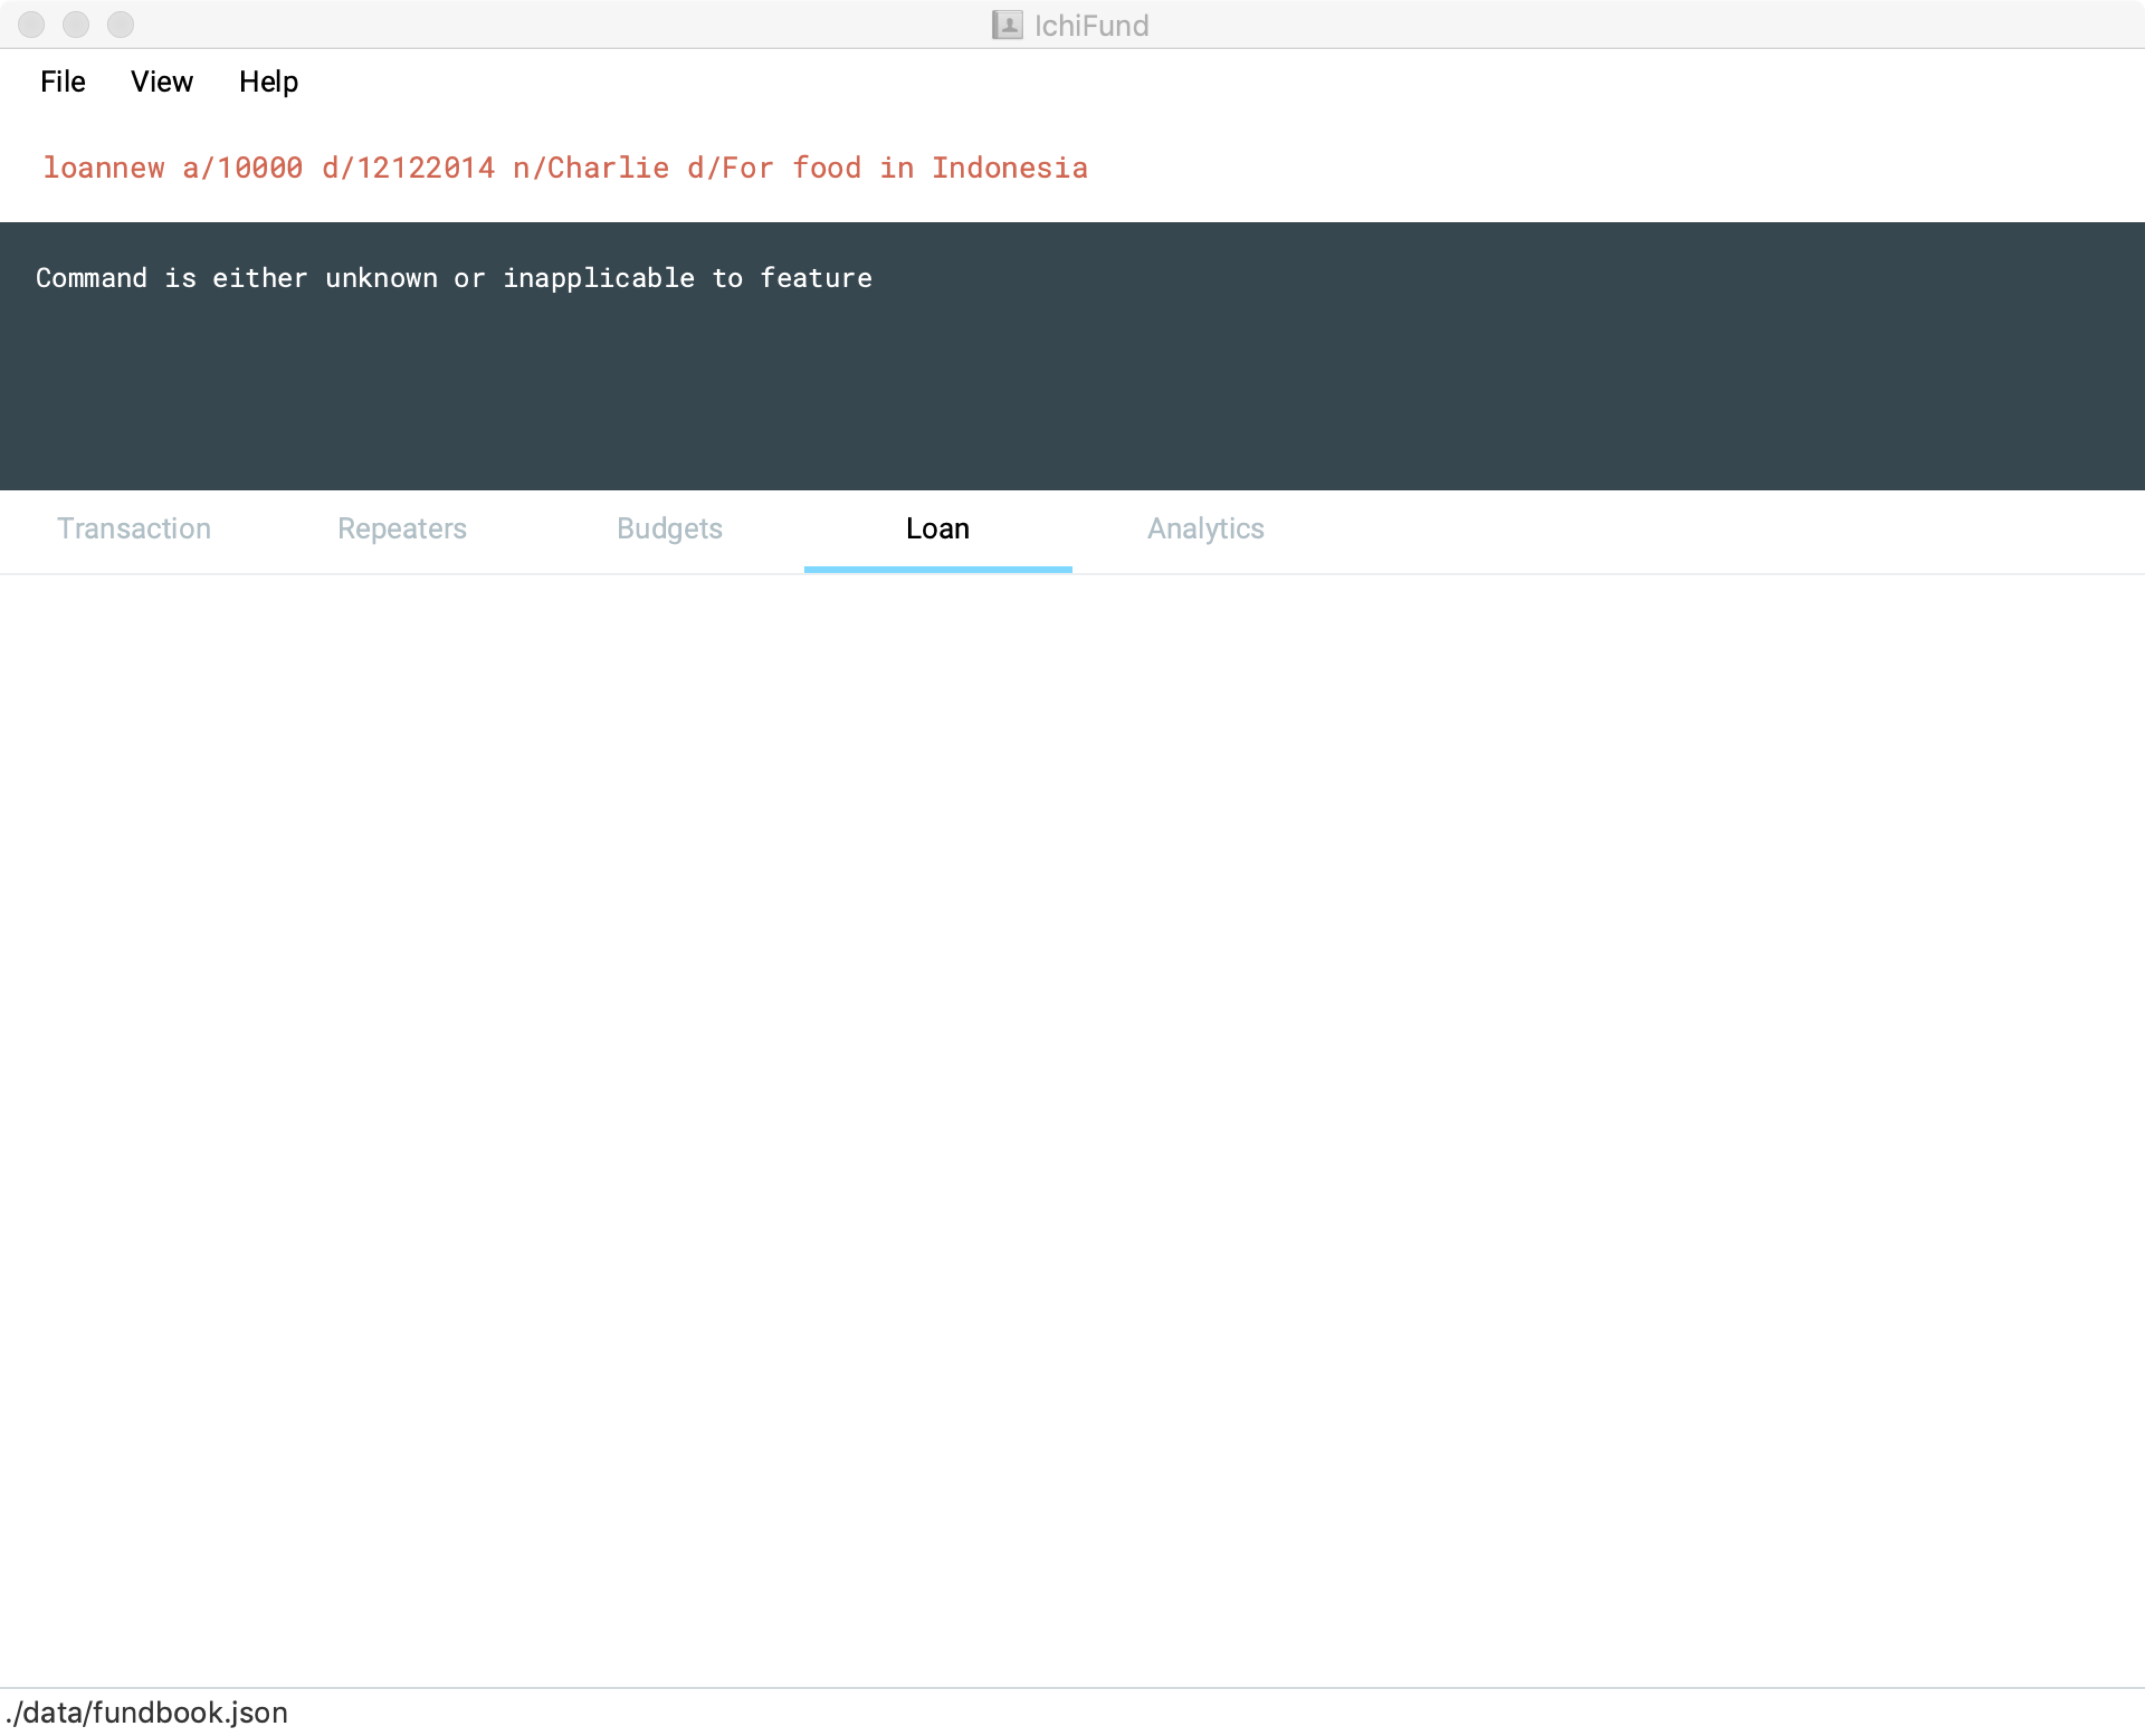 IchiFund
File View Help
loannew a/10000 d/12122014 n/Charlie d/For food in Indonesia
Command is either unknown or inapplicable to feature
Transaction Repeaters Budgets Loan Analytics
./data/fundbook.json